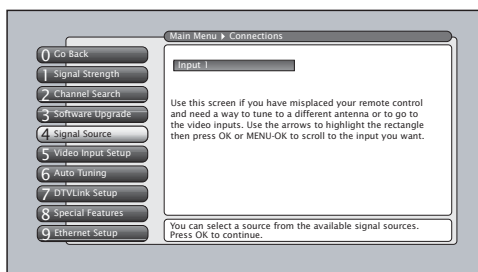 Main Menu ▸ Connections
0 Go Back
1 Signal Strength
2 Channel Search
3 Software Upgrade
4 Signal Source
5 Video Input Setup
6 Auto Tuning
7 DTVLink Setup
8 Special Features
9 Ethernet Setup
Input 1
Use this screen if you have misplaced your remote control
and need a way to tune to a different antenna or to go to
the video inputs. Use the arrows to highlight the rectangle
then press OK or MENU-OK to scroll to the input you want.
You can select a source from the available signal sources.
Press OK to continue.